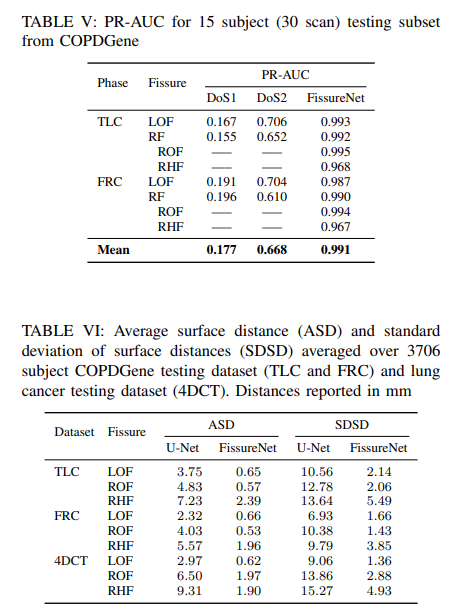 TABLE V: PR-AUC for 15 subject (30 scan) testing subset
from COPDGene
Phase Fissure PR-AUC
DoS1 DoS2 FissureNet
TLC LOF 0.167 0.706 0.993
RF 0.155 0.652 0.992
ROF — — 0.995
RHF — — 0.968
FRC LOF 0.191 0.704 0.987
RF 0.196 0.610 0.990
ROF — — 0.994
RHF — — 0.967
Mean 0.177 0.668 0.991
TABLE VI: Average surface distance (ASD) and standard
deviation of surface distances (SDSD) averaged over 3706
subject COPDGene testing dataset (TLC and FRC) and lung
cancer testing dataset (4DCT). Distances reported in mm
Dataset Fissure ASD SDSD
U-Net FissureNet U-Net FissureNet
TLC LOF 3.75 0.65 10.56 2.14
ROF 4.83 0.57 12.78 2.06
RHF 7.23 2.39 13.64 5.49
FRC LOF 2.32 0.66 6.93 1.66
ROF 4.03 0.53 10.38 1.43
RHF 5.57 1.96 9.79 3.85
4DCT LOF 2.97 0.62 9.06 1.36
ROF 6.50 1.97 13.86 2.88
RHF 9.31 1.90 15.27 4.93